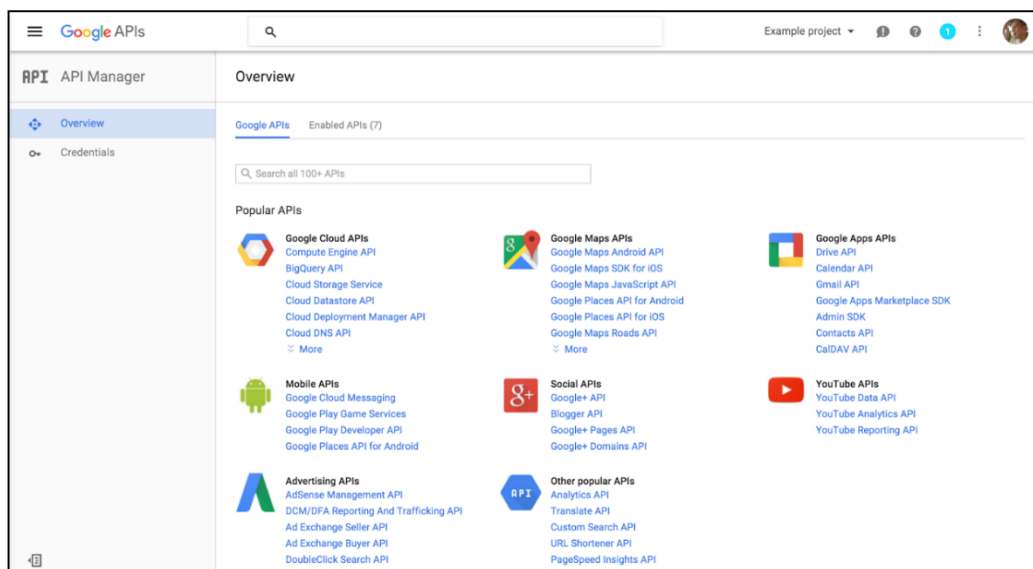 Google APIs
Example project
1
API API Manager
Overview
Overview
Credentials
Google APIs
Enabled APIs (7)
Search all 100+ APIs
Popular APIs
Google Cloud APIs
Compute Engine API
BigQuery API
Cloud Storage Service
Cloud Datastore API
Cloud Deployment Manager API
Cloud DNS API
More
8
Google Maps APIs
Google Maps Android API
Google Maps SDK for iOS
Google Maps JavaScript API
Google Places API for Android
Google Places API for iOS
Google Maps Roads API
More
Google Apps APIs
Drive API
Calendar API
Gmail API
Google Apps Marketplace SDK
Admin SDK
Contacts API
CalDAV API
Mobile APIs
Google Cloud Messaging
Google Play Game Services
Google Play Developer API
Google Places API for Android
g+
Social APIs
Google+ API
Blogger API
Google+ Pages API
Google+ Domains API
YouTube APIs
YouTube Data API
YouTube Analytics API
YouTube Reporting API
Advertising APIs
AdSense Management API
DCM/DFA Reporting And Trafficking API
Ad Exchange Seller API
Ad Exchange Buyer API
DoubleClick Search API
API
Other popular APIs
Analytics API
Translate API
Custom Search API
URL Shortener API
PageSpeed Insights API